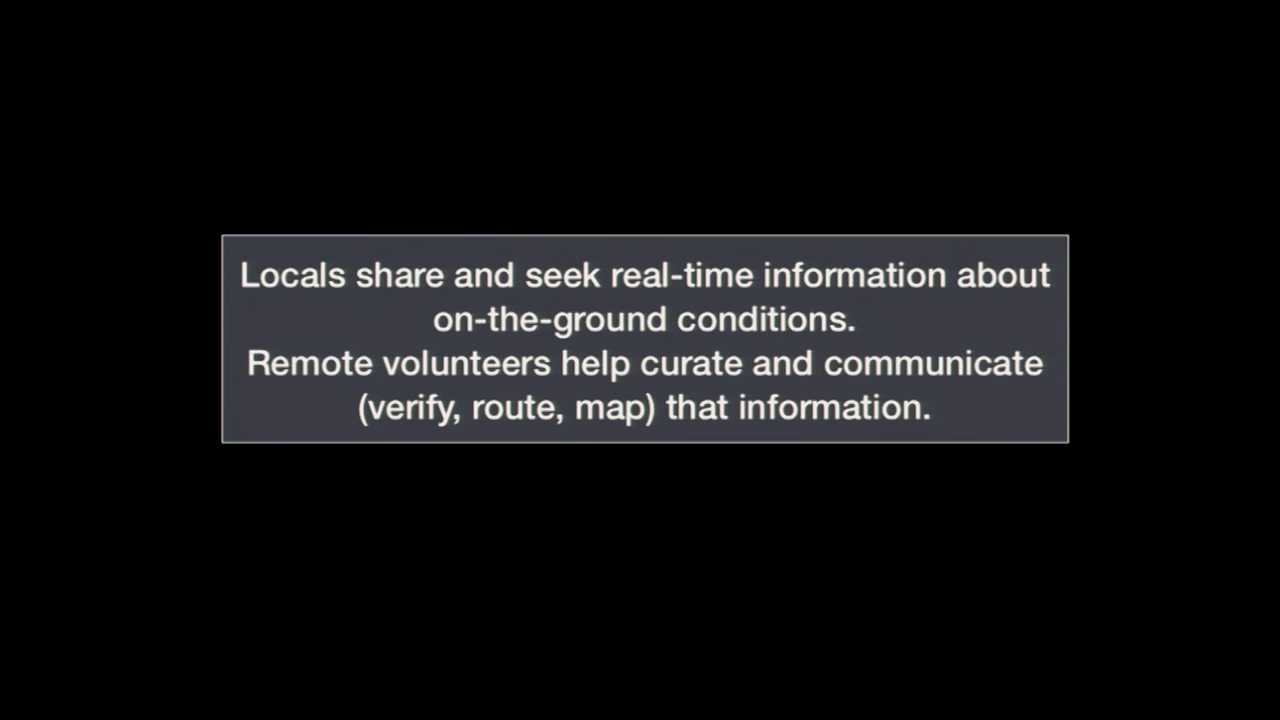 Locals share and seek real-time information about
on-the-ground conditions.
Remote volunteers help curate and communicate
(verify, route, map) that information.